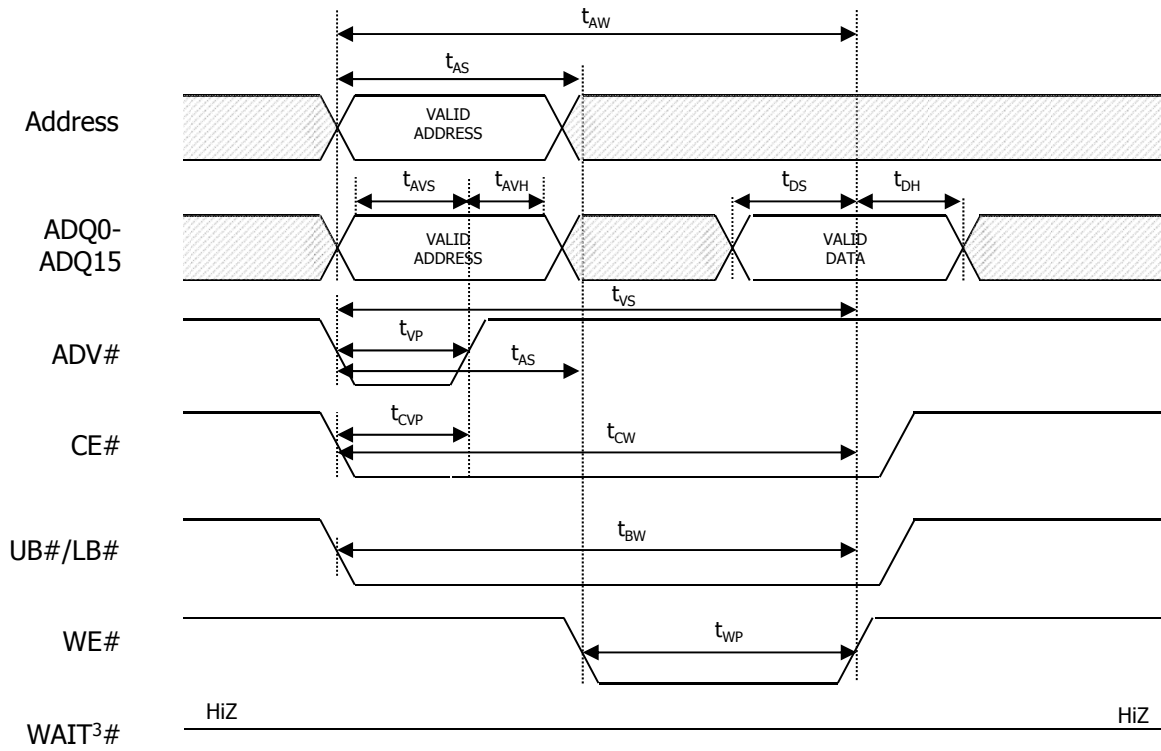 tAW
tAS
Address
VALID
ADDRESS
tAVS
tAVH
tDS
tDH
ADQ0-
ADQ15
VALID
ADDRESS
VALID
DATA
tVS
ADV#
tVP
tAS
CE#
tCVP
tCW
UB#/LB#
tBW
WE#
tWP
WAIT³#
HiZ
HiZ